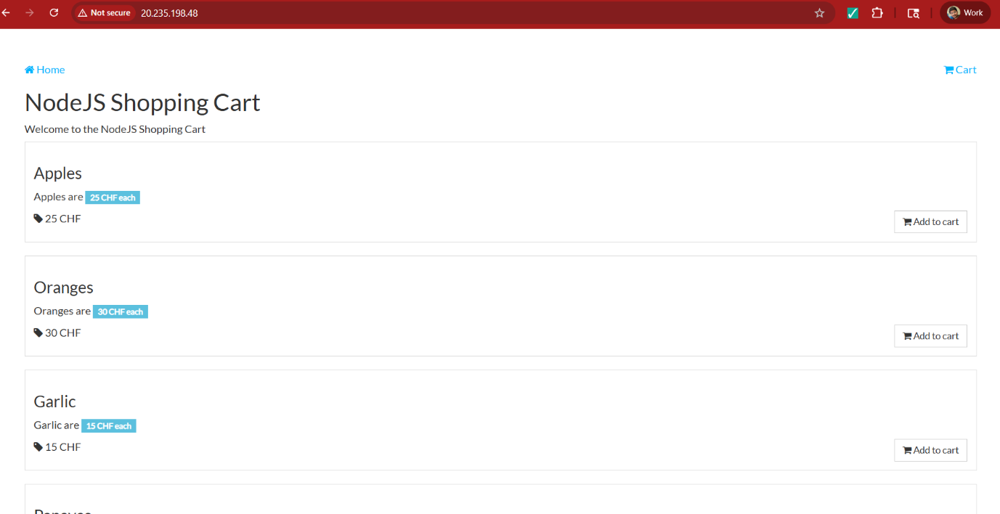 Not secure 20.235.198.48 Work
Home Cart
NodeJS Shopping Cart
Welcome to the NodeJS Shopping Cart
Apples
Apples are 25 CHF each
25 CHF
Add to cart
Oranges
Oranges are 30 CHF each
30 CHF
Add to cart
Garlic
Garlic are 15 CHF each
15 CHF
Add to cart